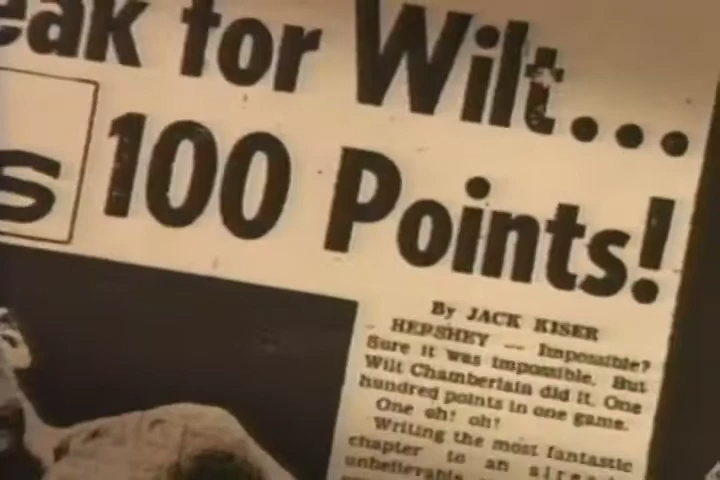 eak for Wilt...
s 100 Points!
By JACK KISER
HERSHEY — Impossible?
Sure it was impossible. But
Wilt Chamberlain did it. One
hundred points in one game.
One oh! oh!
Writing the most fantastic
chapter to an
unbelievable